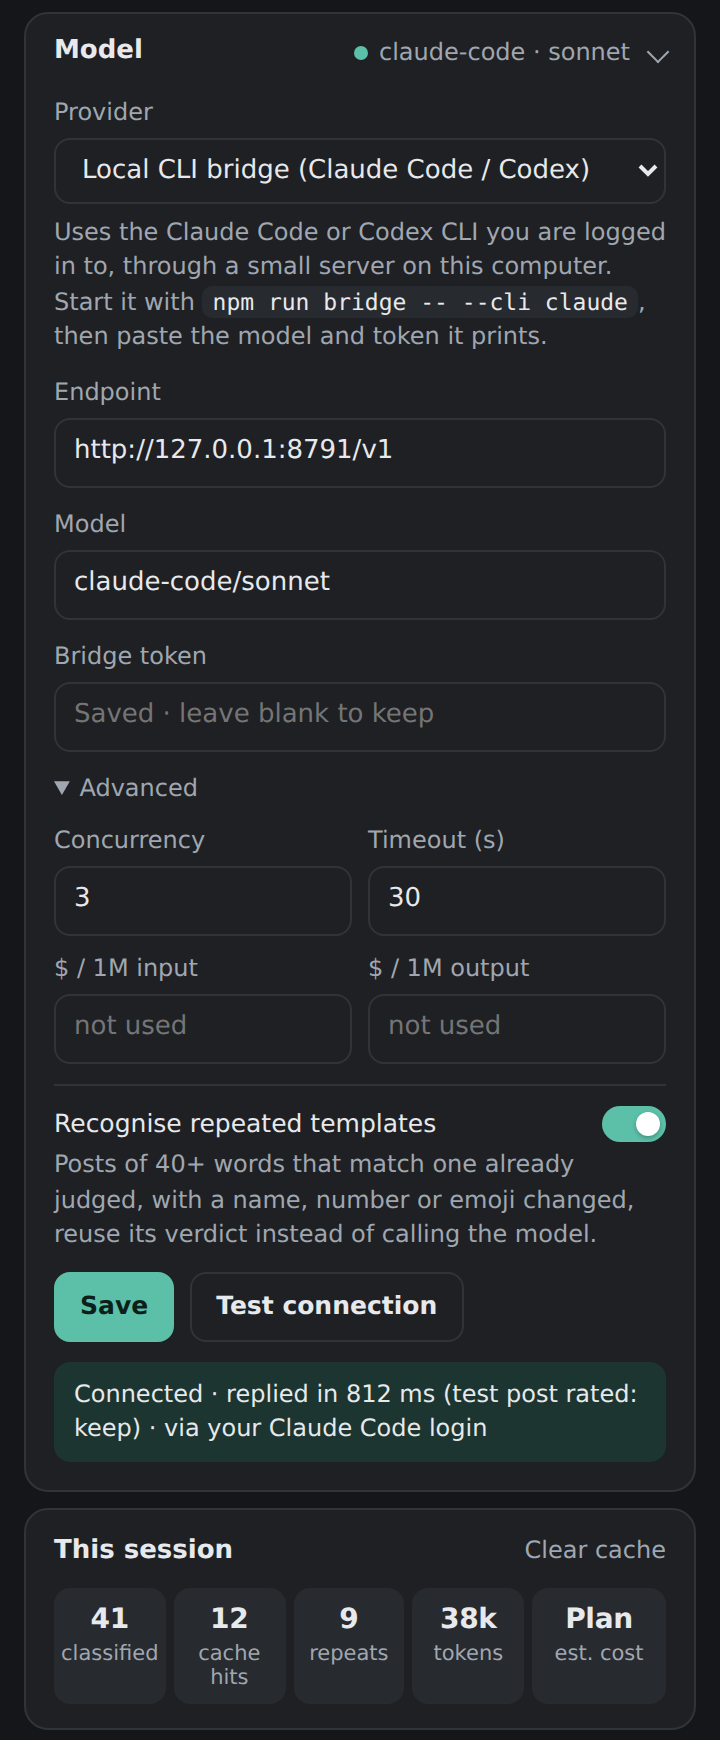 Model
claude-code · sonnet
Provider
Local CLI bridge (Claude Code / Codex)
Uses the Claude Code or Codex CLI you are logged
in to, through a small server on this computer.
Start it with npm run bridge -- --cli claude,
then paste the model and token it prints.
Endpoint
http://127.0.0.1:8791/v1
Model
claude-code/sonnet
Bridge token
Saved · leave blank to keep
▼ Advanced
Concurrency
Timeout (s)
3
30
$ / 1M input
$ / 1M output
not used
not used
Recognise repeated templates
Posts of 40+ words that match one already
judged, with a name, number or emoji changed,
reuse its verdict instead of calling the model.
Save
Test connection
Connected · replied in 812 ms (test post rated:
keep) · via your Claude Code login
This session
Clear cache
41
classified
12
cache
hits
9
repeats
38k
tokens
Plan
est. cost